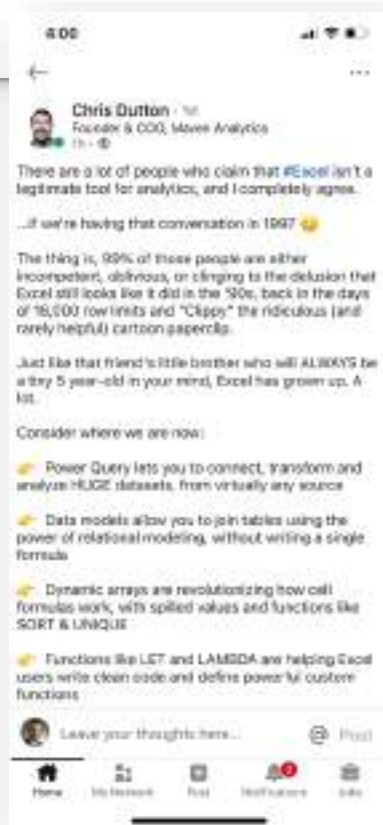 4:00
Chris Dutton · 1st
Founder & COO, Maven Analytics
1h ·
There are a lot of people who claim that #Excel isn't a
legitimate tool for analytics, and I completely agree.
...if we're having that conversation in 1997
The thing is, 99% of those people are either
incompetent, oblivious, or clinging to the delusion that
Excel still looks like it did in the '90s, back in the days
of 16,000 row limits and "Clippy" the ridiculous (and
rarely helpful) cartoon paperclip.
Just like that friend's little brother who will ALWAYS be
a tiny 5 year-old in your mind, Excel has grown up. A
lot.
Consider where we are now:
👉 Power Query lets you to connect, transform and
analyze HUGE datasets, from virtually any source
👉 Data models allow you to join tables using the
power of relational modeling, without writing a single
formula
👉 Dynamic arrays are revolutionizing how cell
formulas work, with spilled values and functions like
SORT & UNIQUE
👉 Functions like LET and LAMBDA are helping Excel
users write clean code and define powerful custom
functions
Leave your thoughts here... @ Post
Home My Network Post Notifications Jobs